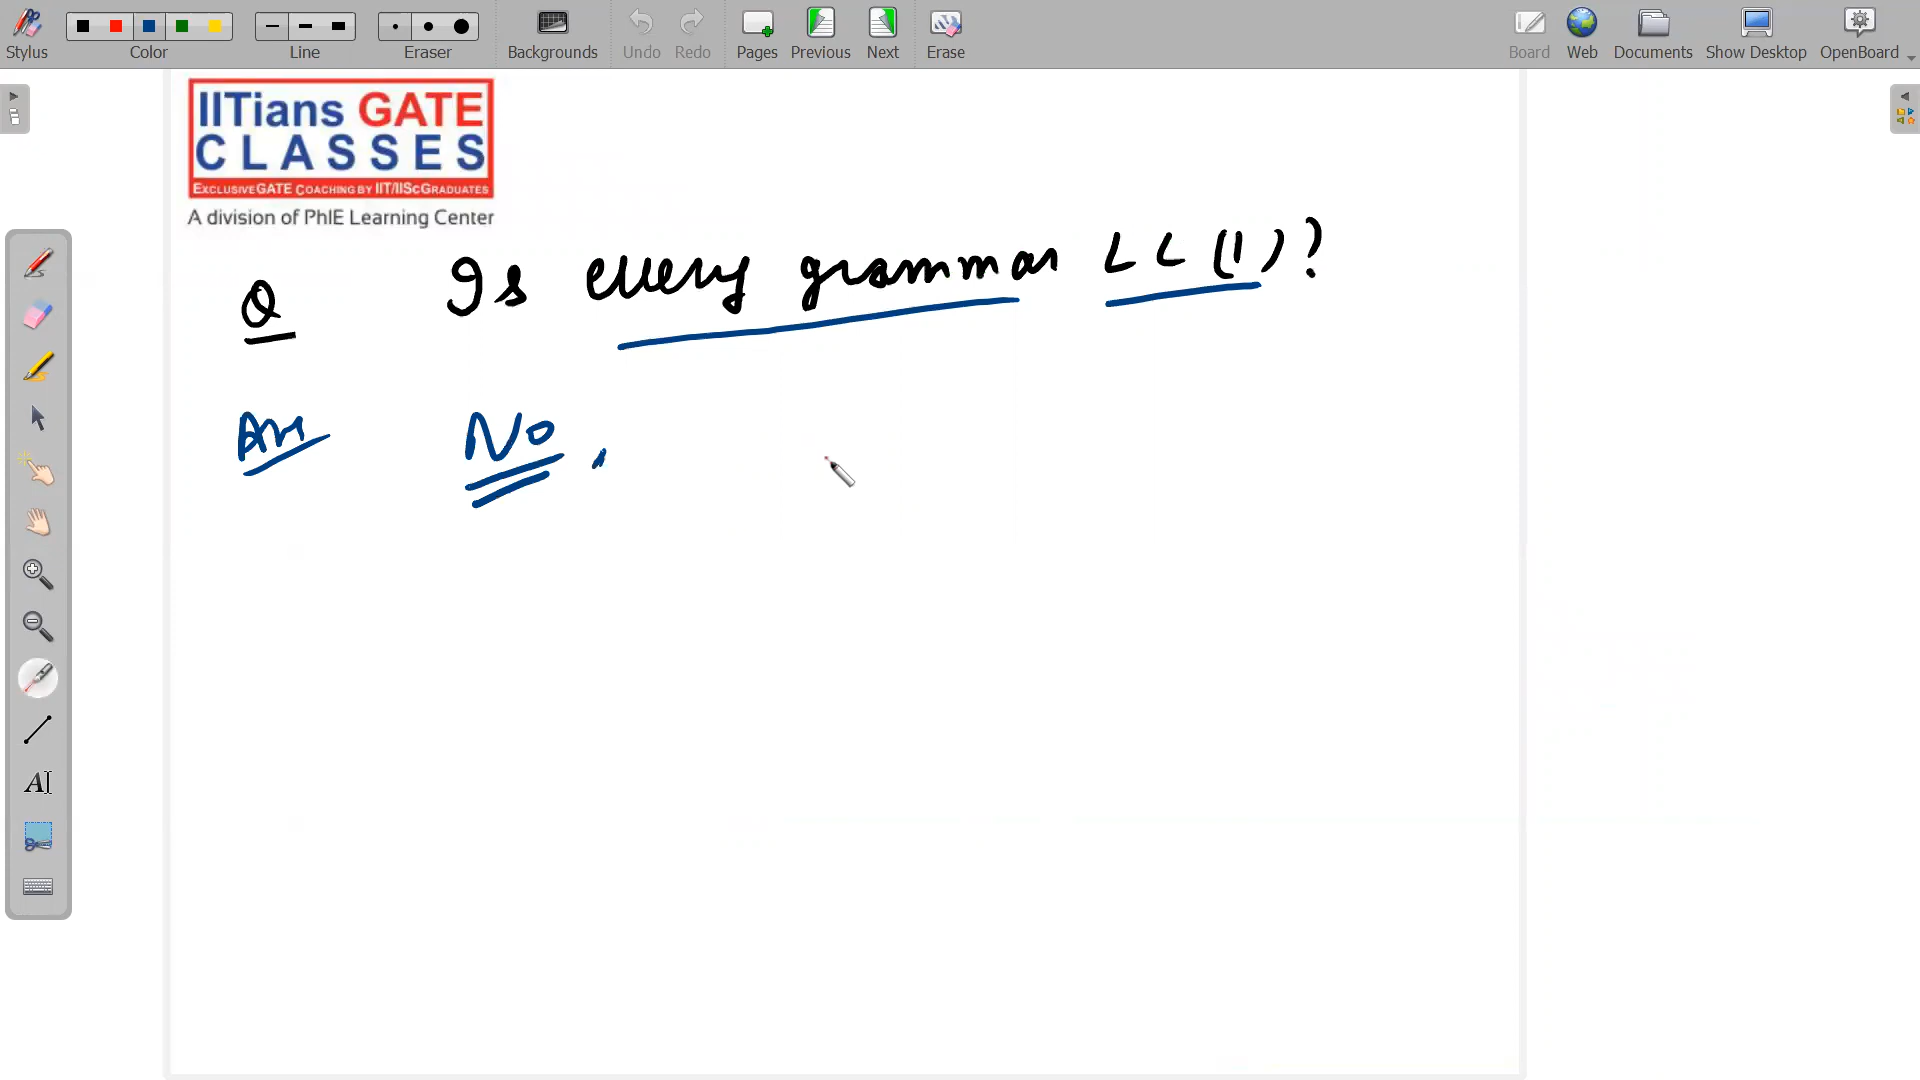 Stylus Color Line Eraser Backgrounds Undo Redo Pages Previous Next Erase Board Web Documents Show Desktop OpenBoard
IITians GATE
CLASSES
EXCLUSIVE GATE COACHING BY IIT/IISc GRADUATES
A division of PhIE Learning Center
Q Is every grammar LL(1)?
Ans No,